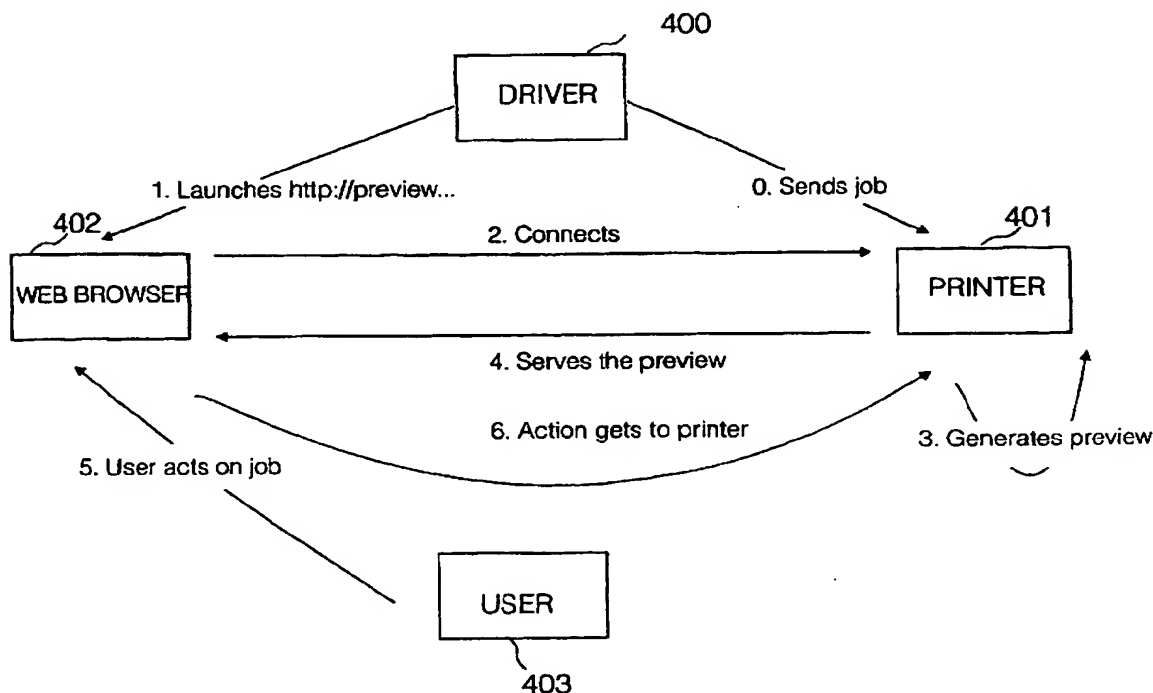 400
DRIVER
1. Launches http://preview...
0. Sends job
402
2. Connects
401
WEB BROWSER
PRINTER
4. Serves the preview
6. Action gets to printer
3. Generates preview
5. User acts on job
USER
403